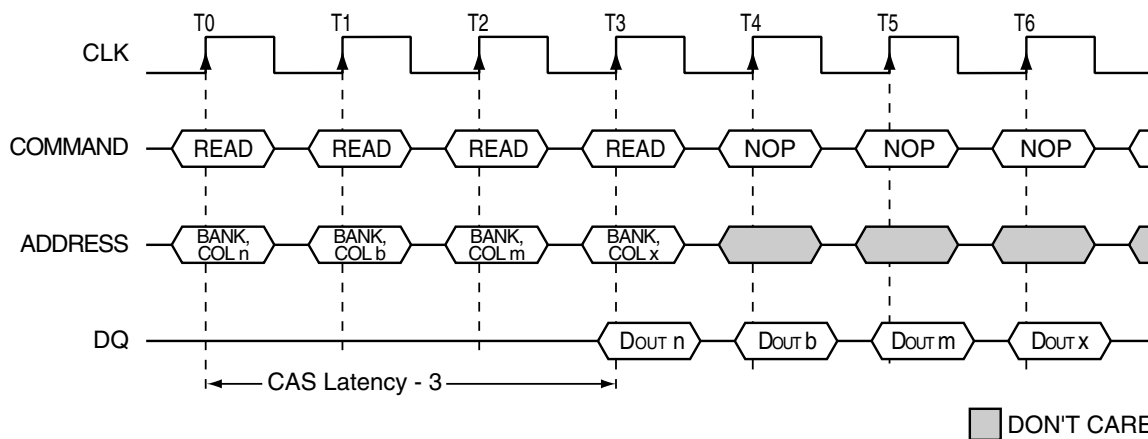 T0 T1 T2 T3 T4 T5 T6
CLK
COMMAND READ READ READ READ NOP NOP NOP
ADDRESS BANK, COL n BANK, COL b BANK, COL m BANK, COL x
DQ DOUT n DOUT b DOUT m DOUT x
CAS Latency - 3
DON'T CARE